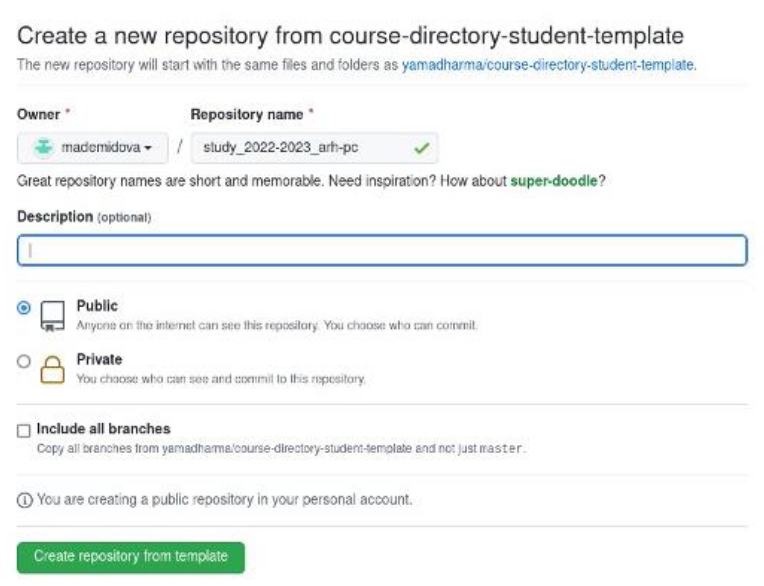 Create a new repository from course-directory-student-template
The new repository will start with the same files and folders as yamadharma/course-directory-student-template.
Owner * Repository name *
mademidova / study_2022-2023_arh-pc
Great repository names are short and memorable. Need inspiration? How about super-doodle?
Description (optional)
Public
Anyone on the internet can see this repository. You choose who can commit.
Private
You choose who can see and commit to this repository.
Include all branches
Copy all branches from yamadharma/course-directory-student-template and not just master.
You are creating a public repository in your personal account.
Create repository from template